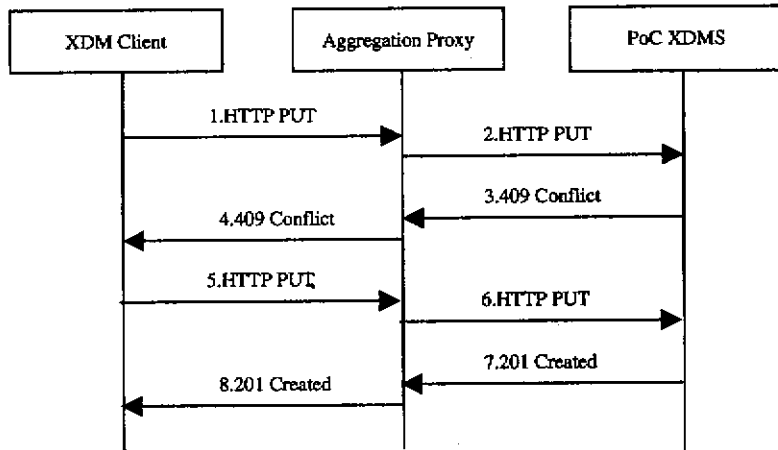 XDM Client
Aggregation Proxy
PoC XDMS
1.HTTP PUT
2.HTTP PUT
3.409 Conflict
4.409 Conflict
5.HTTP PUT
6.HTTP PUT
7.201 Created
8.201 Created